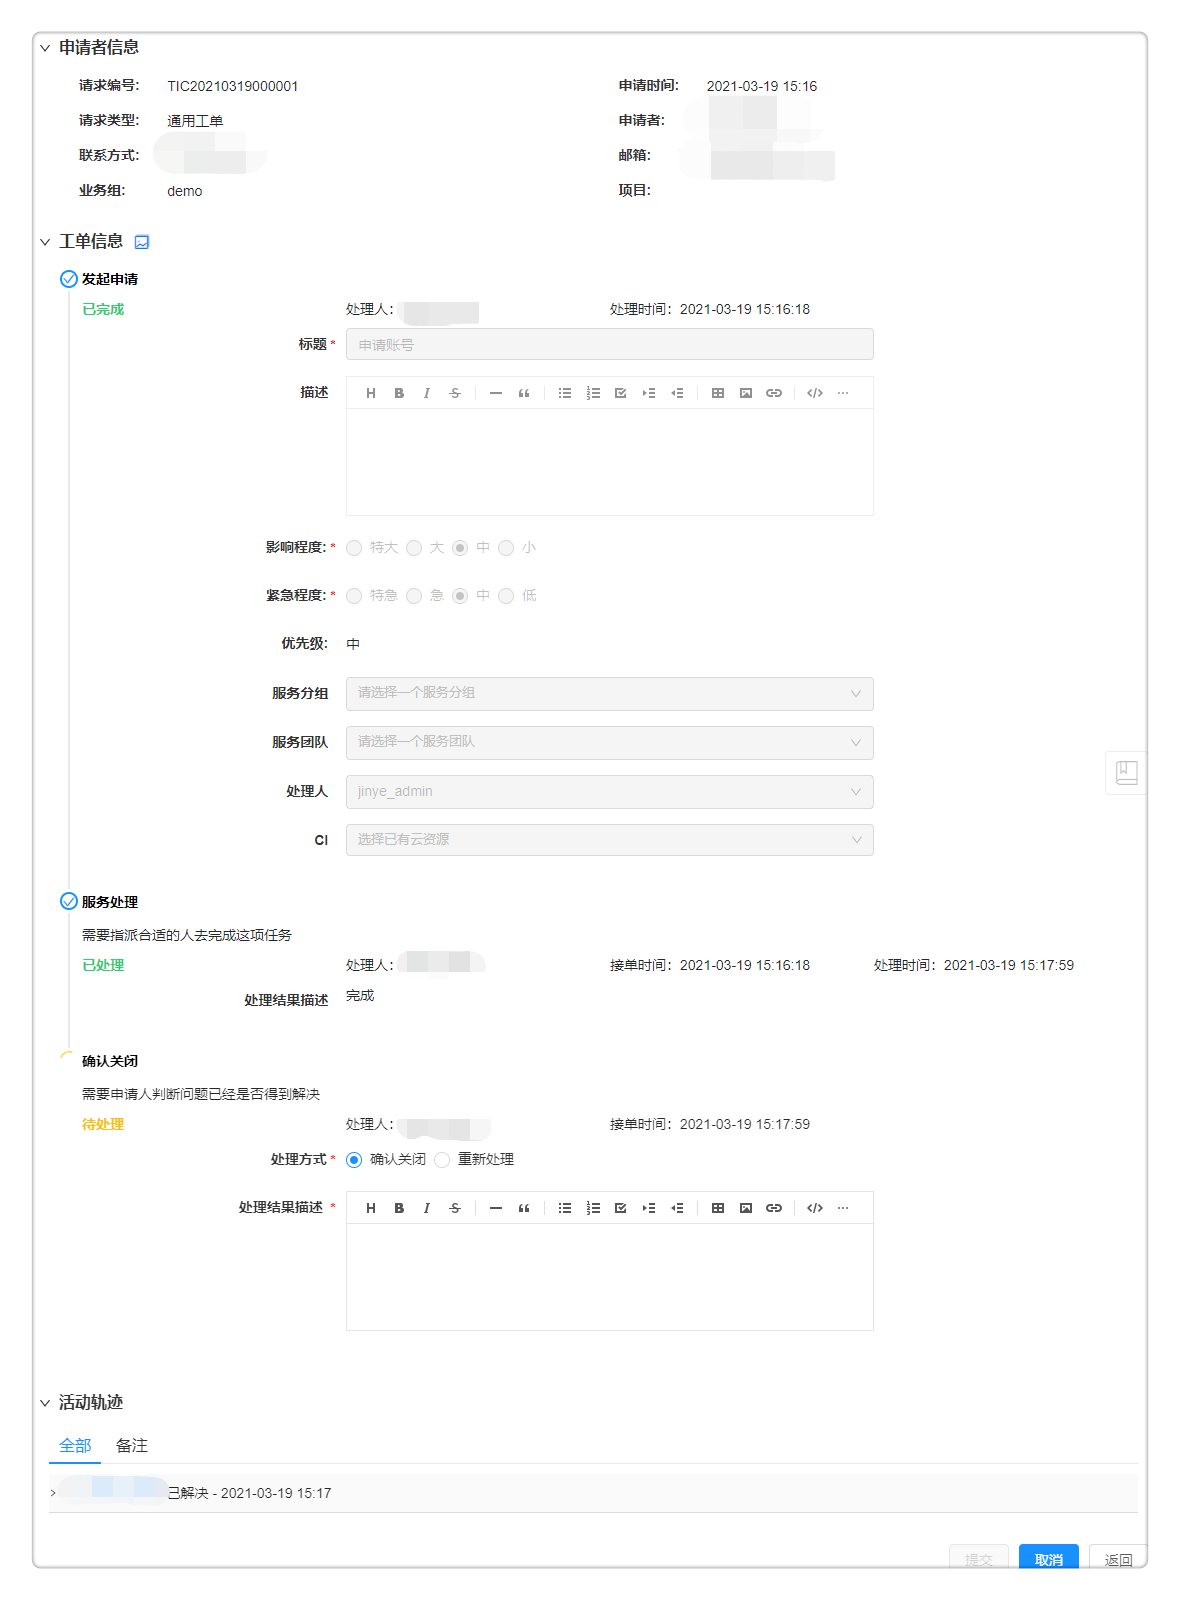 申请者信息
请求编号: TIC20210319000001 申请时间: 2021-03-19 15:16
请求类型: 通用工单 申请者:
联系方式: 邮箱:
业务组: demo 项目:
工单信息
发起申请
已完成 处理人: 处理时间: 2021-03-19 15:16:18
标题 * 申请账号
描述
影响程度: * 特大 大 中 小
紧急程度: * 特急 急 中 低
优先级: 中
服务分组 请选择一个服务分组
服务团队 请选择一个服务团队
处理人 jinye_admin
CI 选择已有云资源
服务处理
需要指派合适的人去完成这项任务
已处理 处理人: 接单时间: 2021-03-19 15:16:18 处理时间: 2021-03-19 15:17:59
处理结果描述 完成
确认关闭
需要申请人判断问题已经是否得到解决
待处理 处理人: 接单时间: 2021-03-19 15:17:59
处理方式 * 确认关闭 重新处理
处理结果描述 *
活动轨迹
全部 备注
已解决 - 2021-03-19 15:17
提交 取消 返回